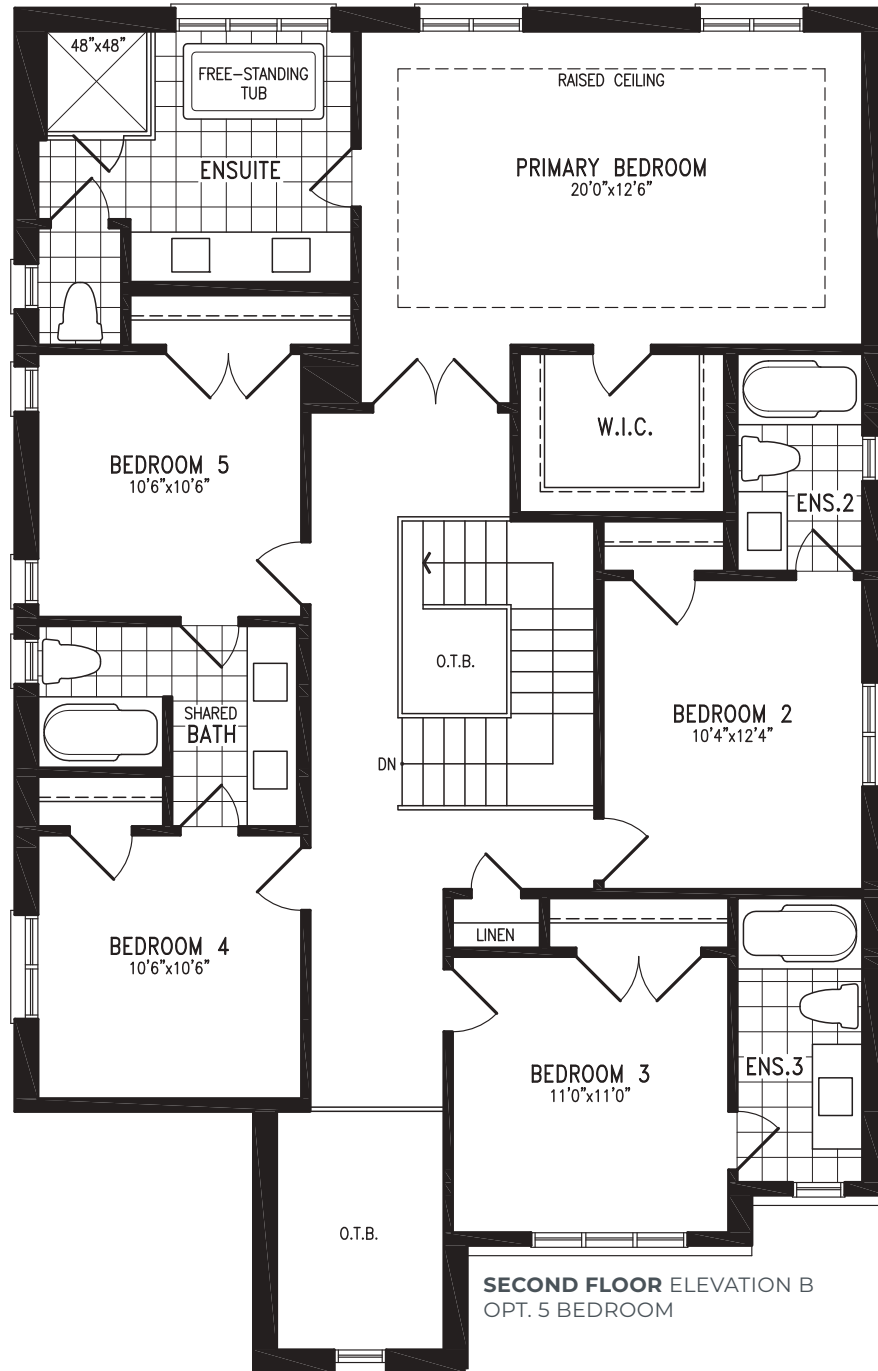 48"x48"
FREE-STANDING
TUB
ENSUITE
RAISED CEILING
PRIMARY BEDROOM
20'0"x12'6"
W.I.C.
BEDROOM 5
10'6"x10'6"
ENS.2
O.T.B.
SHARED
BATH
BEDROOM 2
10'4"x12'4"
DN
LINEN
BEDROOM 4
10'6"x10'6"
ENS.3
BEDROOM 3
11'0"x11'0"
O.T.B.
SECOND FLOOR ELEVATION B
OPT. 5 BEDROOM